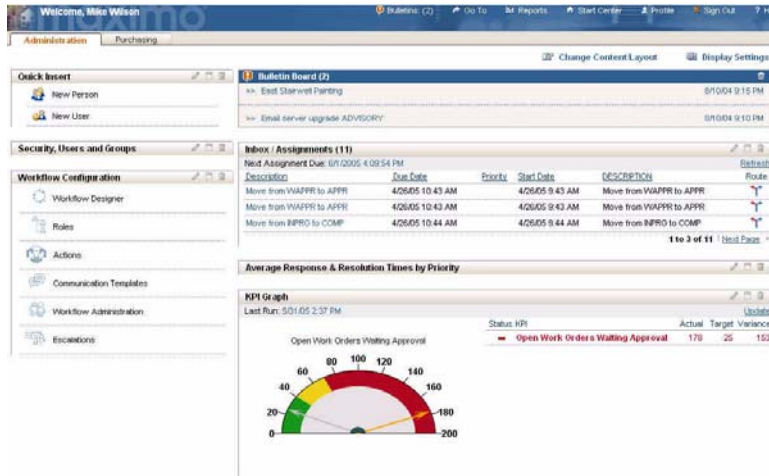 Welcome, Mike Wilson
Bulletins: (2) Go To Reports Start Center Profile Sign Out ? H
Administration Purchasing
Change Content/Layout Display Settings
Quick Insert
New Person
New User
Security, Users and Groups
Workflow Configuration
Workflow Designer
Roles
Actions
Communication Templates
Workflow Administration
Escalations
Bulletin Board (2)
>> East Stairwell Painting 8/10/04 9:15 PM
>> Email server upgrade ADVISORY 8/10/04 9:10 PM
Inbox / Assignments (11)
Next Assignment Due: 6/1/2005 4:09:54 PM Refresh
Description Due Date Priority Start Date DESCRIPTION Route
Move from WAPPR to APPR 4/26/05 10:43 AM 4/26/05 9:43 AM Move from WAPPR to APPR
Move from WAPPR to APPR 4/26/05 10:43 AM 4/26/05 9:43 AM Move from WAPPR to APPR
Move from INPRG to COMP 4/26/05 10:44 AM 4/26/05 9:44 AM Move from INPRG to COMP
1 to 3 of 11 Next Page
Average Response & Resolution Times by Priority
KPI Graph
Last Run: 5/31/05 2:37 PM Update
Status KPI Actual Target Variance
Open Work Orders Waiting Approval 178 25 153
Open Work Orders Waiting Approval
0 20 40 60 80 100 120 140 160 180 200